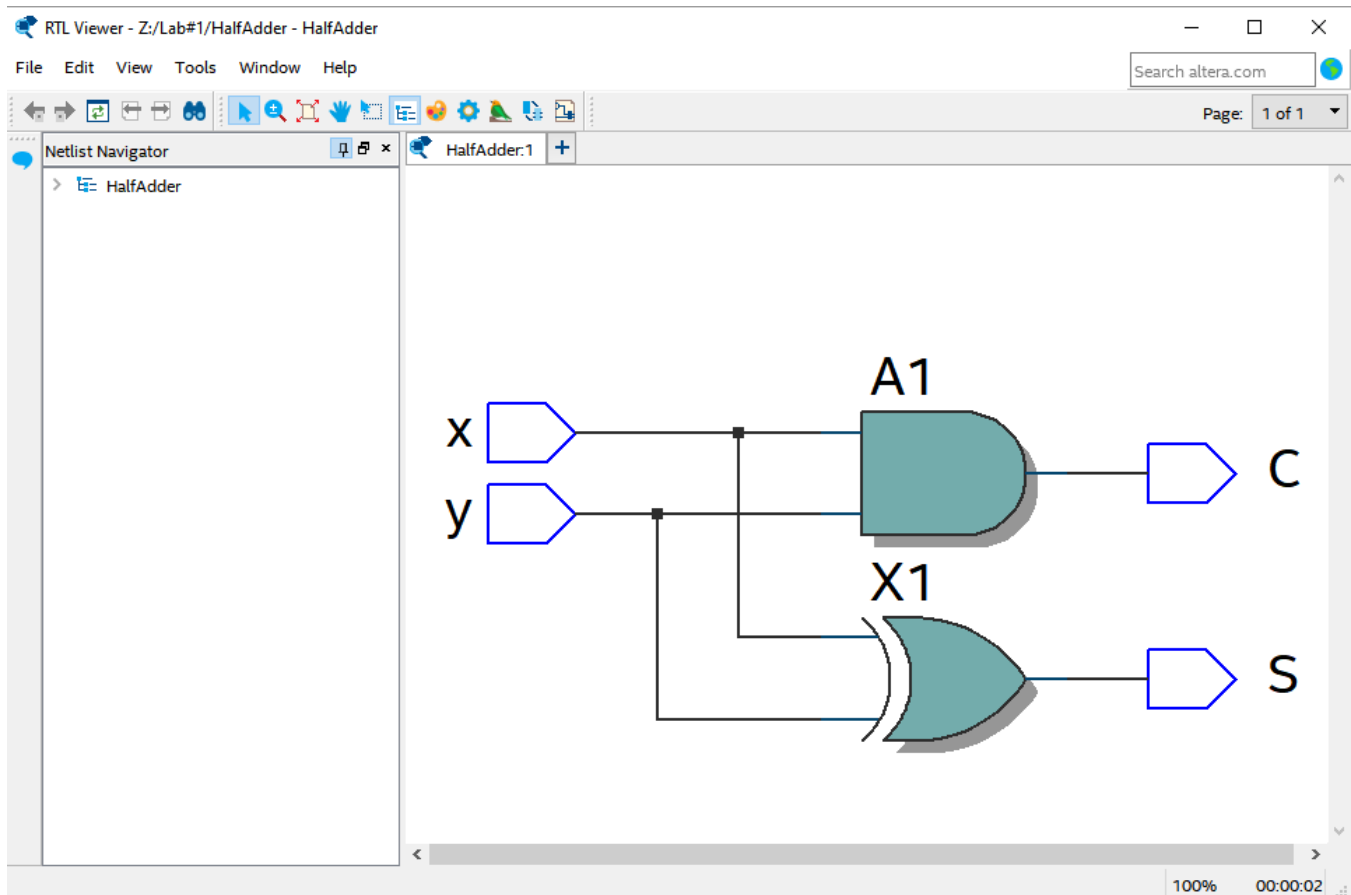 RTL Viewer - Z:/Lab#1/HalfAdder - HalfAdder
File Edit View Tools Window Help
Search altera.com
Page: 1 of 1
Netlist Navigator
HalfAdder:1
HalfAdder
A1
x
C
y
X1
S
100% 00:00:02